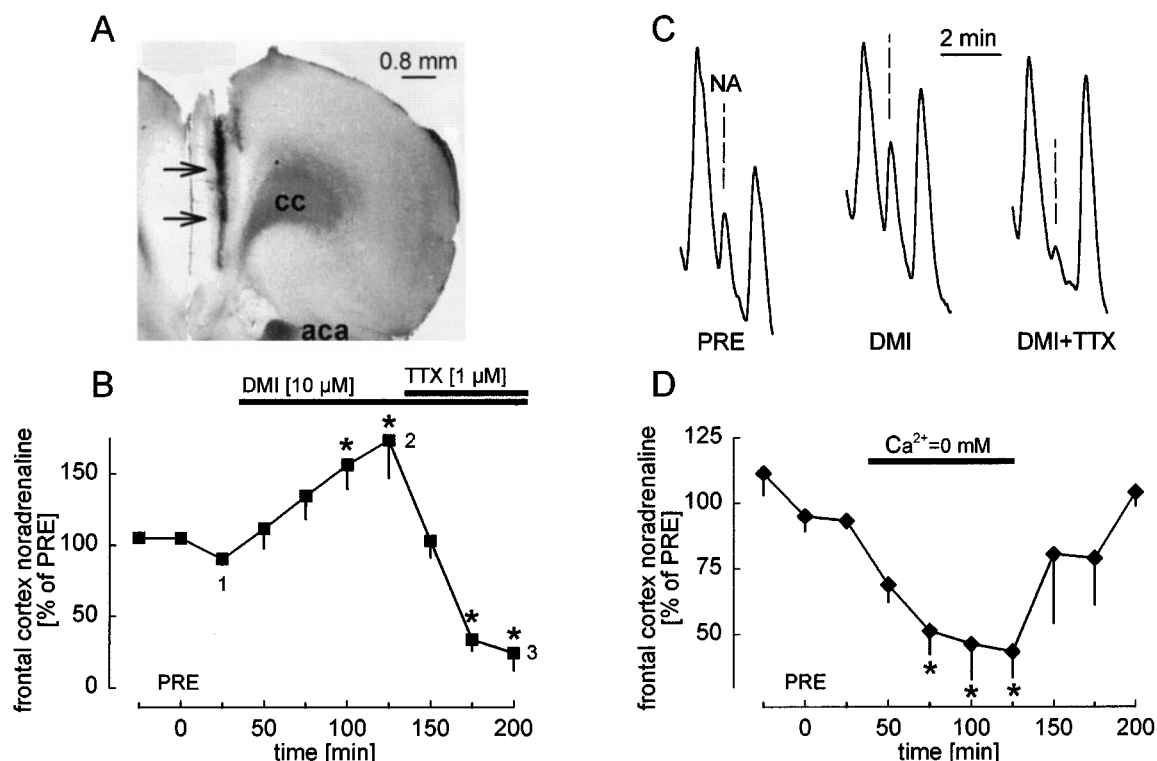 A
0.8 mm
cc
aca
B
DMI [10 µM]
TTX [1 µM]
frontal cortex noradrenaline
[% of PRE]
150
100
50
0
*
*
2
1
*
*
3
PRE
0
50
100
150
200
time [min]
C
2 min
NA
PRE
DMI
DMI+TTX
D
Ca²⁺=0 mM
frontal cortex noradrenaline
[% of PRE]
125
100
75
50
*
*
*
PRE
0
50
100
150
200
time [min]